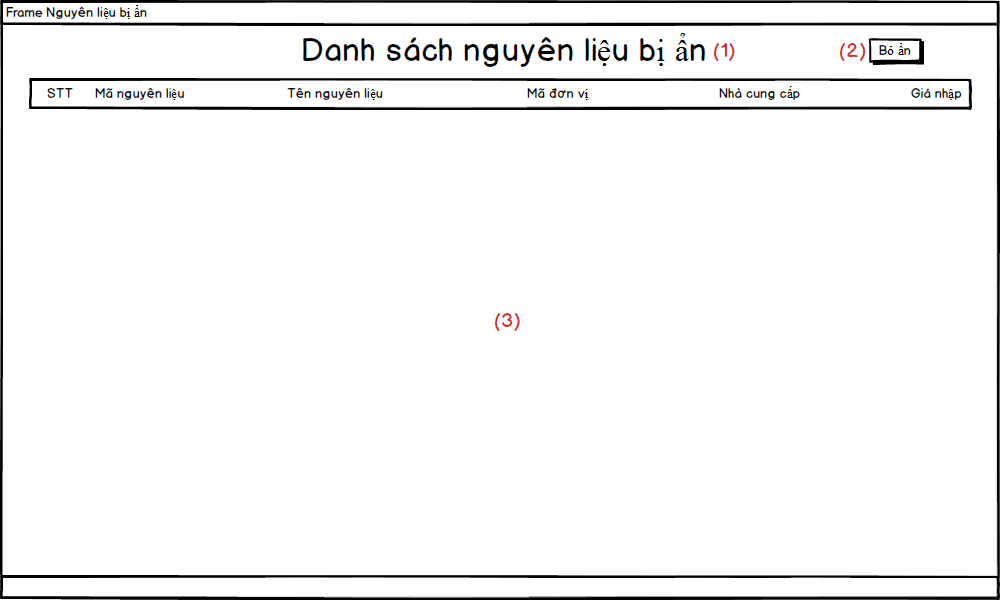 Frame Nguyên liệu bị ẩn
Danh sách nguyên liệu bị ẩn (1) (2) Bỏ ẩn
STT Mã nguyên liệu Tên nguyên liệu Mã đơn vị Nhà cung cấp Giá nhập
(3)